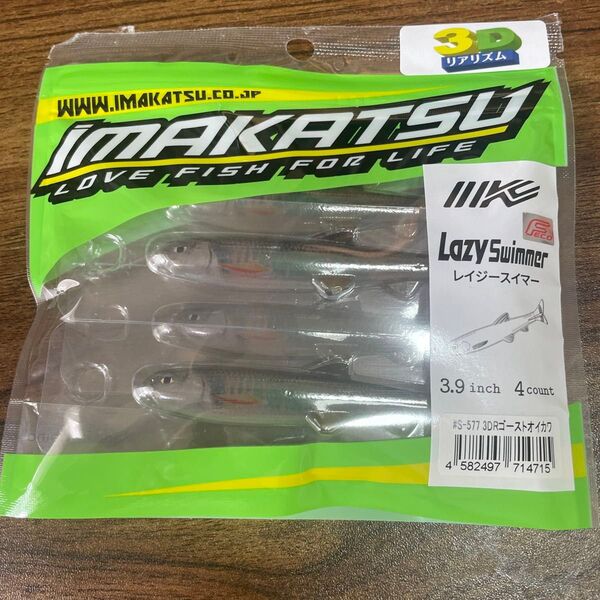 3D
リアリズム
WWW.IMAKATSU.CO.JP
IMAKATSU
LOVE FISH FOR LIFE
IK
FECO
Lazy Swimmer
レイジースイマー
3.9 inch 4 count
#S-577 3DRゴーストオイカワ
4 582497 714715